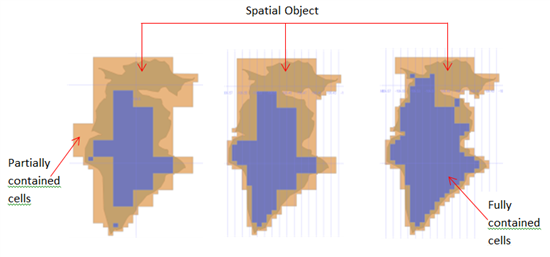 Spatial Object
Partially
contained
cells
Fully
contained
cells